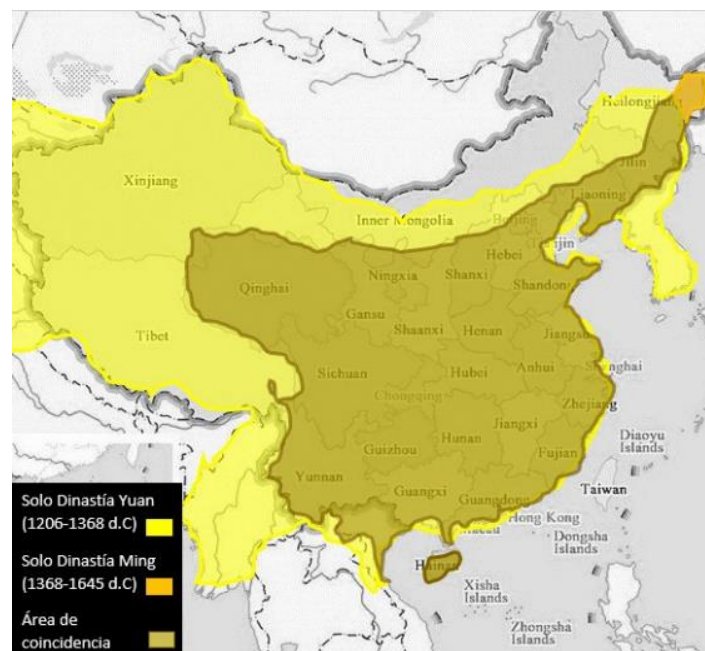 Heilongjiang
Jilin
Liaoning
Xinjiang
Inner Mongolia
Beijing
Tianjin
Hebei
Qinghai
Ningxia
Shanxi
Shandong
Gansu
Tibet
Shaanxi
Henan
Jiangsu
Sichuan
Hubei
Anhui
Shanghai
Chongqing
Zhejiang
Hunan
Jiangxi
Guizhou
Fujian
Diaoyu
Islands
Yunnan
Guangxi
Guangdong
Taiwan
Hong Kong
Macau
Dongsha
Islands
Hainan
Xisha
Islands
Zhongsha
Islands
Solo Dinastía Yuan
(1206-1368 d.C)
Solo Dinastía Ming
(1368-1645 d.C)
Área de
coincidencia